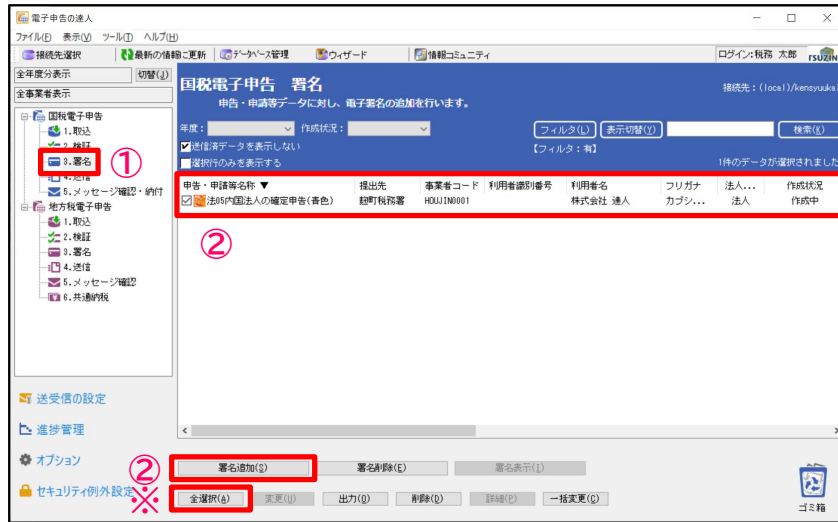 電子申告の達人
ファイル(F) 表示(V) ツール(T) ヘルプ(H)
接続先選択 最新の情報に更新 データベース管理 ウィザード 情報コミュニティ ログイン:税務 太郎
全年度分表示 切替(J)
全事業者表示
国税電子申告
1.取込
2.検証
3.署名
4.送信
5.メッセージ確認・納付
地方税電子申告
1.取込
2.検証
3.署名
4.送信
5.メッセージ確認
6.共通納税
①
国税電子申告 署名
申告・申請等データに対し、電子署名の追加を行います。
接続先：(local)/kensyuuka
年度： 作成状況： フィルタ(L) 表示切替(Y) 検索(K)
送信済データを表示しない 【フィルタ：有】
選択行のみを表示する 1件のデータが選択されました
申告・申請等名称 ▼ 提出先 事業者コード 利用者識別番号 利用者名 フリガナ 法人... 作成状況
法05内国法人の確定申告(青色) 麹町税務署 HOUJIN0001 株式会社 達人 カブシ... 法人 作成中
②
送受信の設定
進捗管理
オプション
セキュリティ例外設定
② 署名追加(S) 署名削除(E) 署名表示(I)
※ 全選択(A) 変更(U) 出力(O) 削除(D) 詳細(P) 一括変更(C)
ゴミ箱